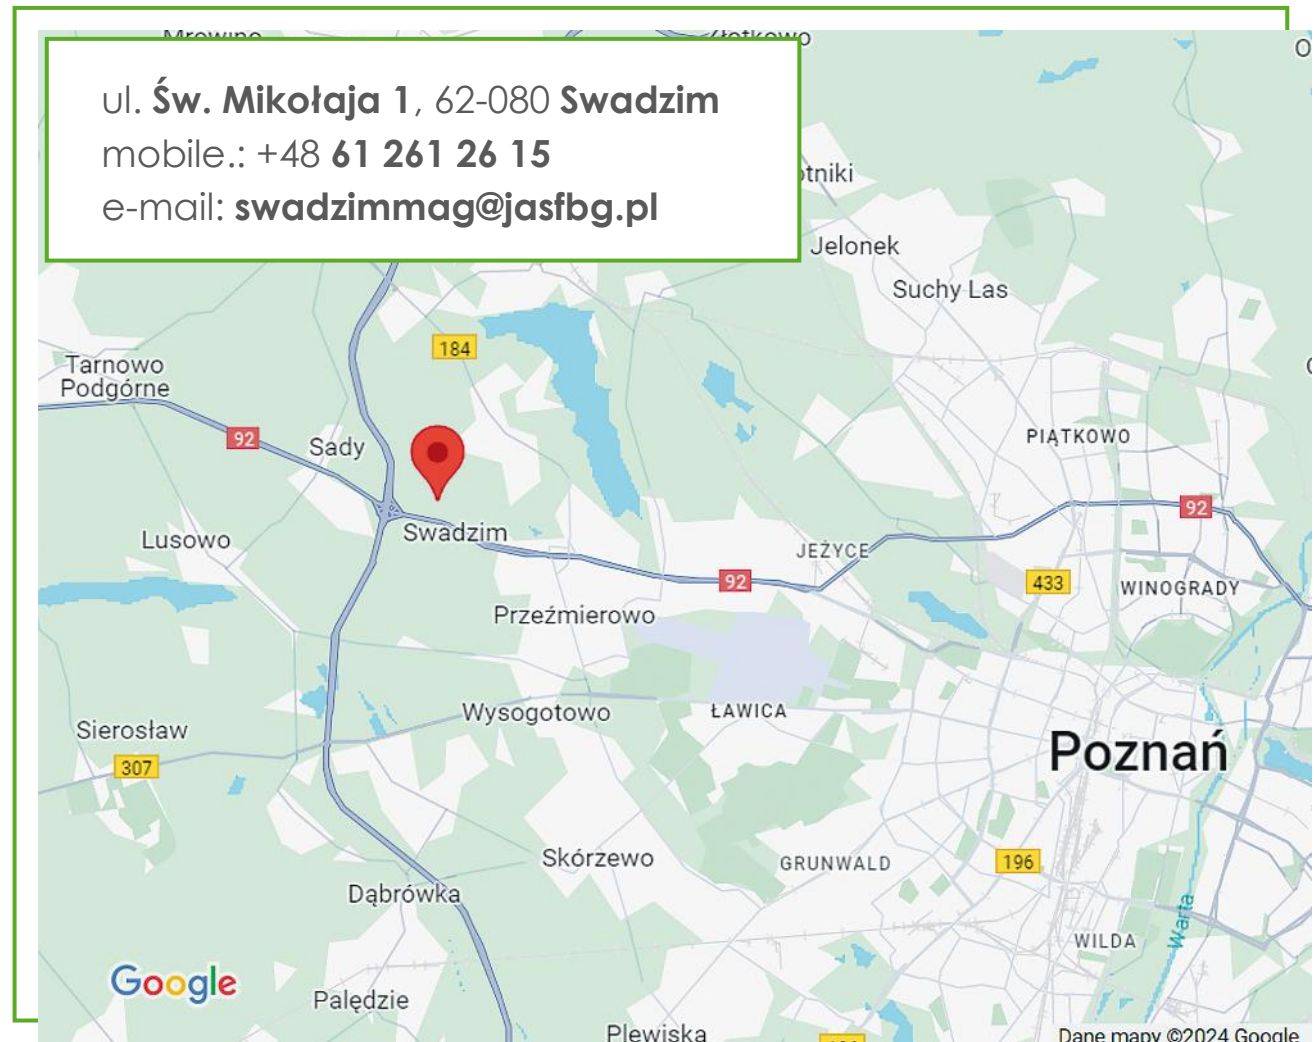 Mrowino
Złotkowo
ul. Św. Mikołaja 1, 62-080 Swadzim
mobile.: +48 61 261 26 15
e-mail: swadzimmag@jasfbg.pl
Jelonek
Suchy Las
184
Tarnowo
Podgórne
92
Sady
PIĄTKOWO
92
Swadzim
Lusowo
JEŻYCE
92
433
WINOGRADY
Przeźmierowo
Wysogotowo
ŁAWICA
Sierosław
Poznań
307
Skórzewo
GRUNWALD
196
Dąbrówka
Warta
WILDA
Google
Palędzie
Plewiska
Dane mapy ©2024 Google